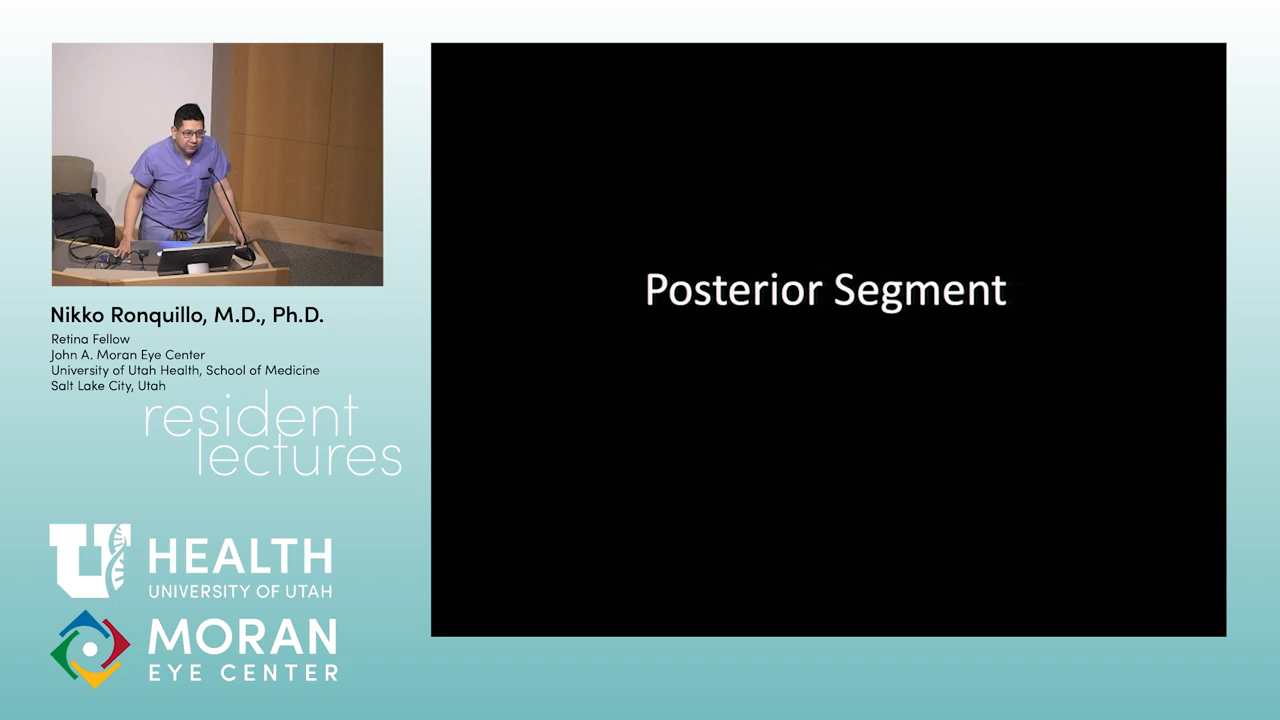 Posterior Segment
Nikko Ronquillo, M.D., Ph.D.
Retina Fellow
John A. Moran Eye Center
University of Utah Health, School of Medicine
Salt Lake City, Utah
resident
lectures
U HEALTH
UNIVERSITY OF UTAH
MORAN
EYE CENTER